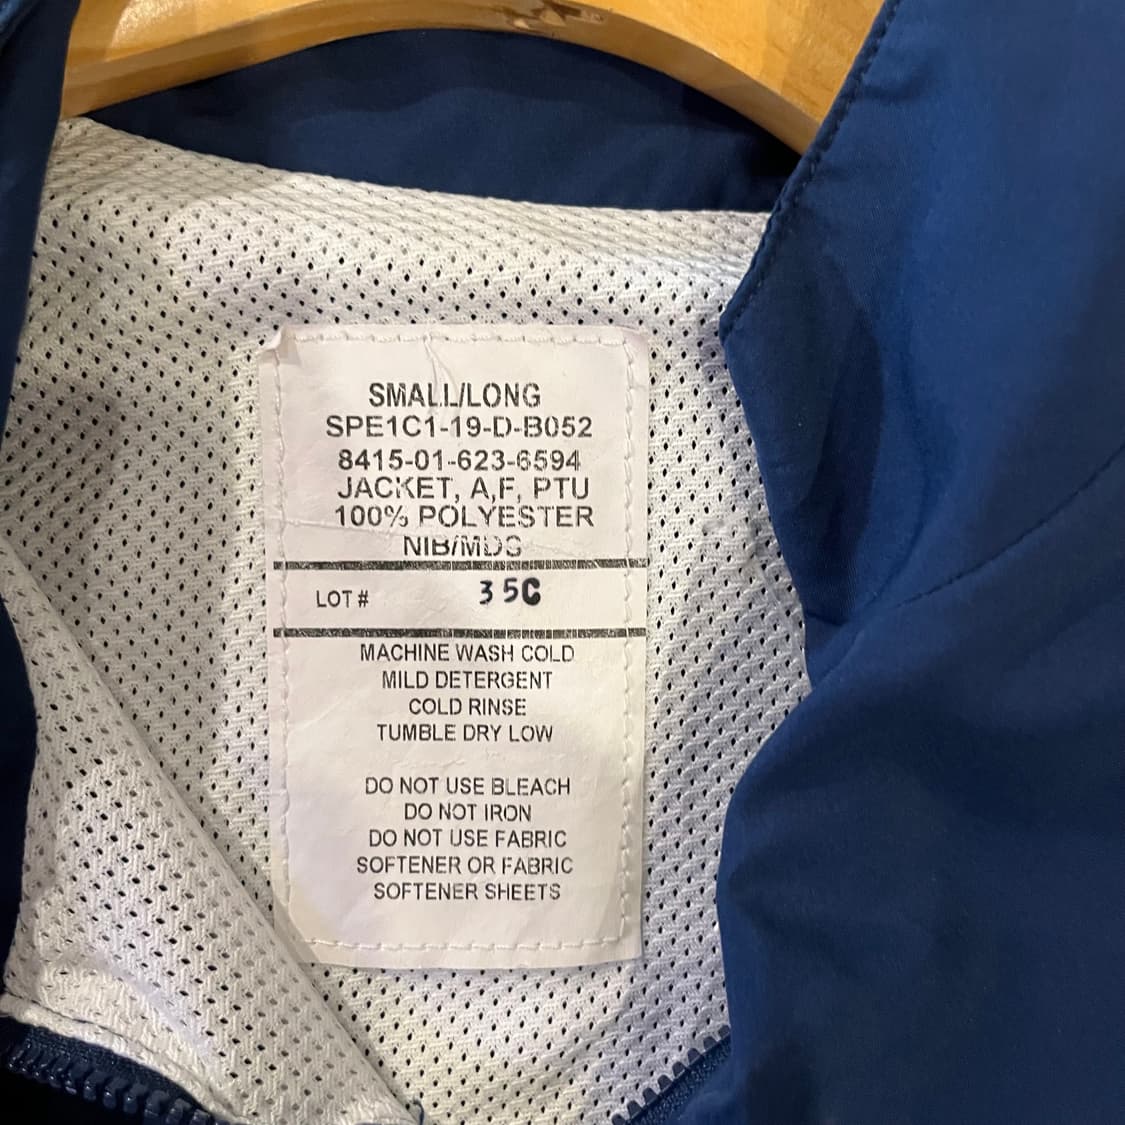 SMALL/LONG
SPE1C1-19-D-B052
8415-01-623-6594
JACKET, A,F, PTU
100% POLYESTER
NIB/MDS
LOT # 35C
MACHINE WASH COLD
MILD DETERGENT
COLD RINSE
TUMBLE DRY LOW
DO NOT USE BLEACH
DO NOT IRON
DO NOT USE FABRIC
SOFTENER OR FABRIC
SOFTENER SHEETS